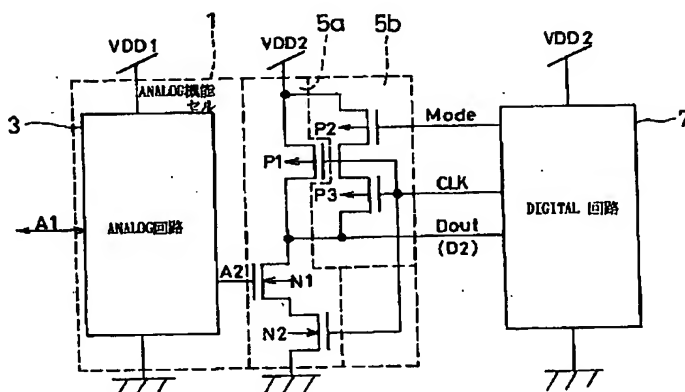 1
5a
5b
VDD1
VDD2
VDD2
ANALOG機能
セル
3
7
P2
Mode
P1
P3
CLK
A1
ANALOG回路
DIGITAL 回路
Dout
(D2)
A2
N1
N2